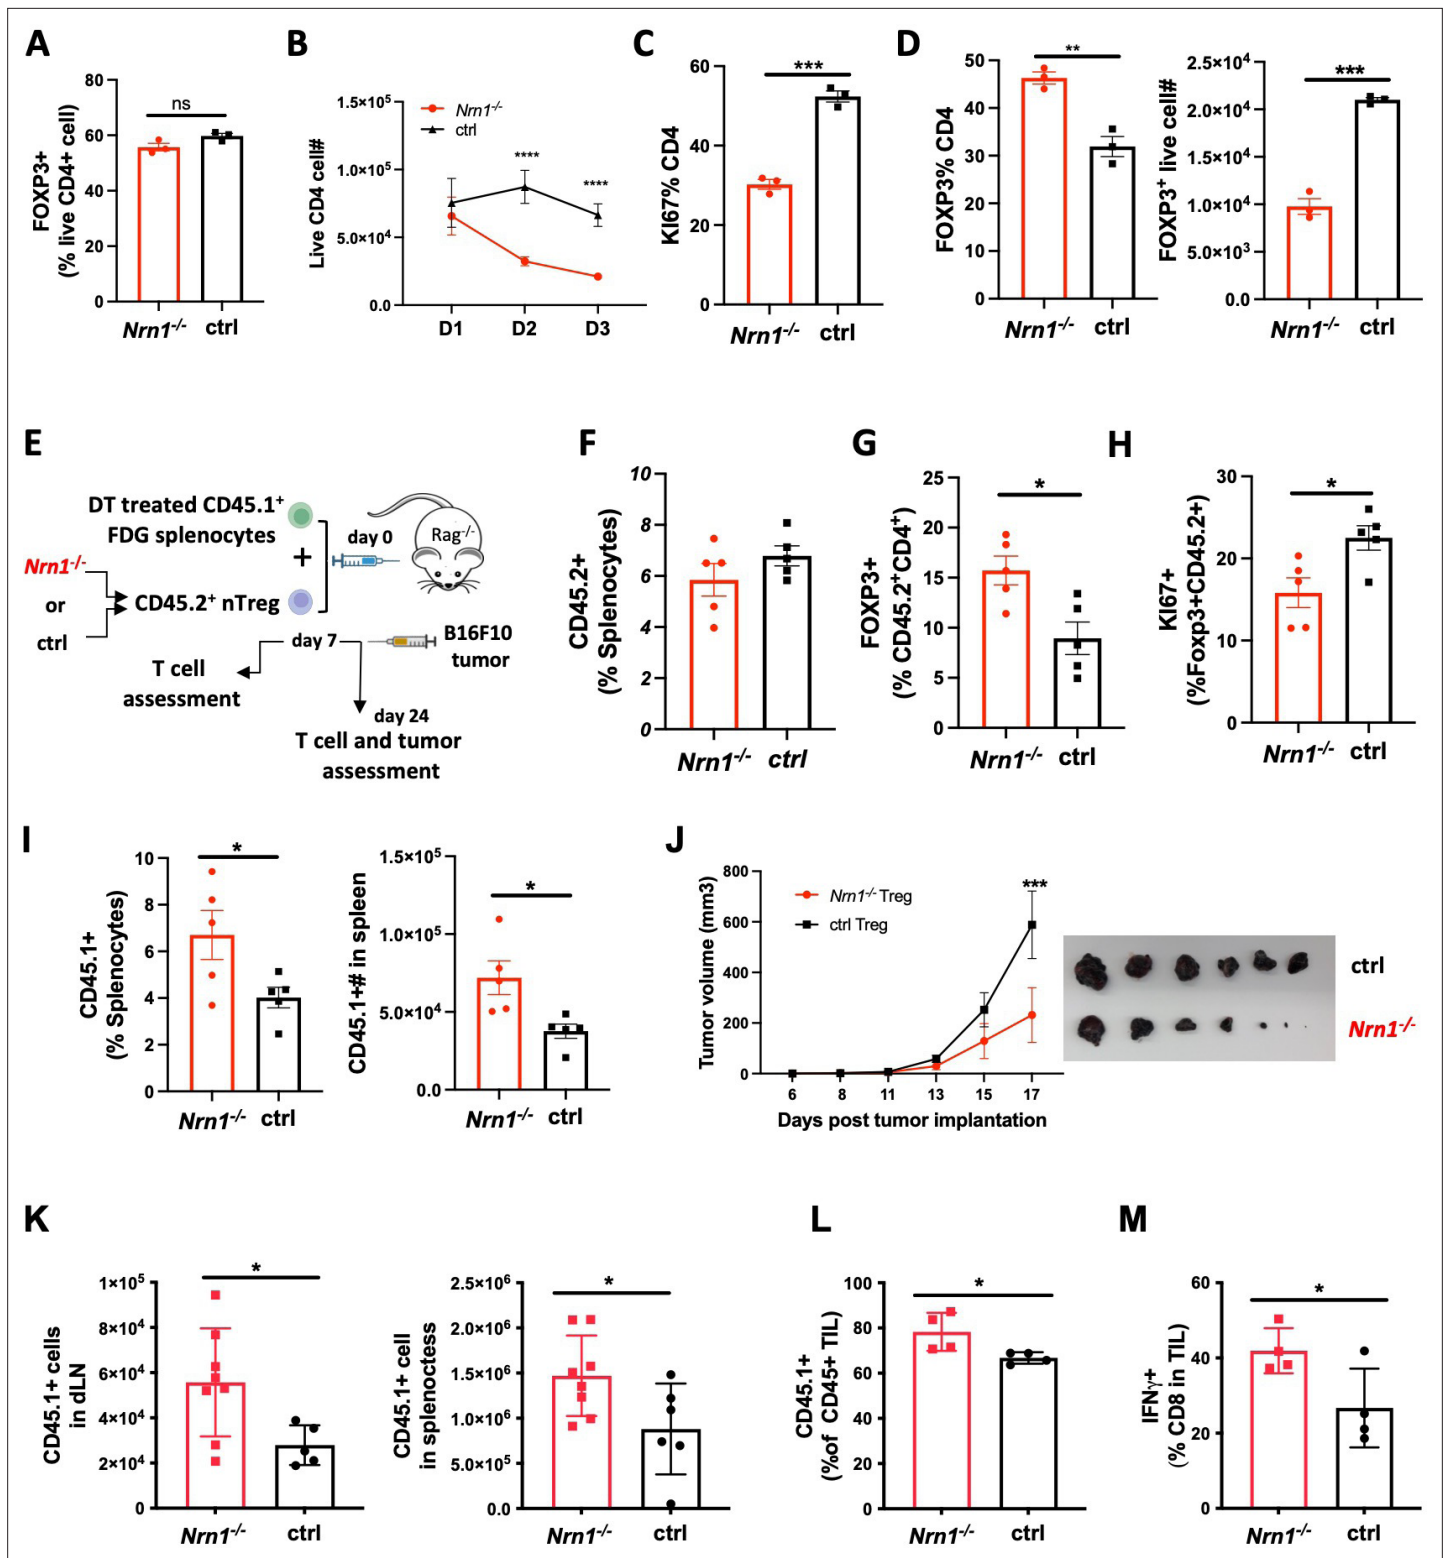 A
FOXP3+
(% live CD4+ cell)
80
60
40
20
0
ns
Nrn1-/-
ctrl
B
Live CD4 cell#
1.5×10⁵
1.0×10⁵
5.0×10⁴
0.0
Nrn1-/-
ctrl
****
****
D1
D2
D3
C
KI67% CD4
60
40
20
0
***
Nrn1-/-
ctrl
D
FOXP3% CD4
50
40
30
20
10
0
**
Nrn1-/-
ctrl
FOXP3⁺ live cell#
2.5×10⁴
2.0×10⁴
1.5×10⁴
1.0×10⁴
5.0×10³
0.0
***
Nrn1-/-
ctrl
E
DT treated CD45.1⁺
FDG splenocytes
+
day 0
Rag-/-
Nrn1-/-
or
ctrl
CD45.2⁺ nTreg
day 7
B16F10
tumor
T cell
assessment
day 24
T cell and tumor
assessment
F
CD45.2+
(% Splenocytes)
10
8
6
4
2
0
Nrn1-/-
ctrl
G
FOXP3+
(% CD45.2⁺CD4⁺)
25
20
15
10
5
0
*
Nrn1-/-
ctrl
H
KI67+
(%Foxp3+CD45.2+)
30
20
10
0
*
Nrn1-/-
ctrl
I
CD45.1+
(% Splenocytes)
10
8
6
4
2
0
*
Nrn1-/-
ctrl
CD45.1+# in spleen
1.5×10⁵
1.0×10⁵
5.0×10⁴
0.0
*
Nrn1-/-
ctrl
J
Tumor volume (mm3)
800
600
400
200
0
Nrn1-/- Treg
ctrl Treg
***
6
8
11
13
15
17
Days post tumor implantation
ctrl
Nrn1-/-
K
CD45.1+ cells
in dLN
1×10⁵
8×10⁴
6×10⁴
4×10⁴
2×10⁴
0
*
Nrn1-/-
ctrl
CD45.1+ cell
in splenoctess
2.5×10⁶
2.0×10⁶
1.5×10⁶
1.0×10⁶
5.0×10⁵
0.0
*
Nrn1-/-
ctrl
L
CD45.1+
(%of CD45+ TIL)
100
80
60
40
20
0
*
Nrn1-/-
ctrl
M
IFNγ+
(% CD8 in TIL)
60
40
20
0
*
Nrn1-/-
ctrl